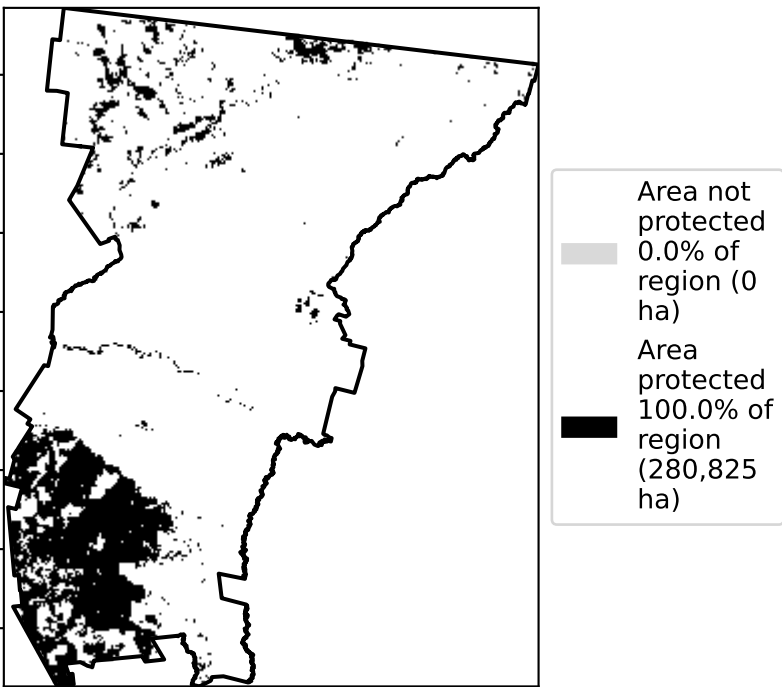 Area not
protected
0.0% of
region (0
ha)
Area
protected
100.0% of
region
(280,825
ha)